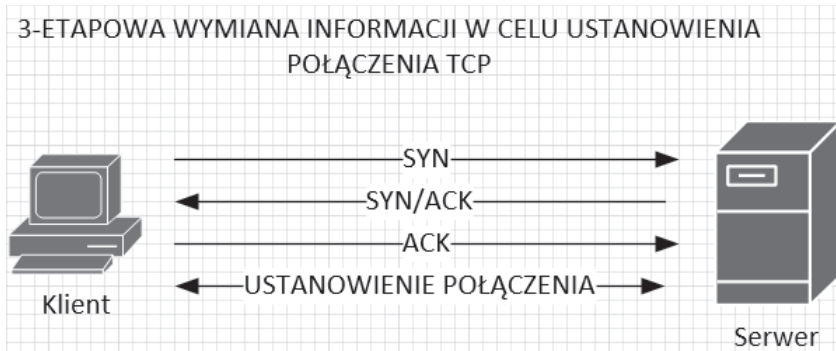 3-ETAPOWA WYMIANA INFORMACJI W CELU USTANOWIENIA
POŁĄCZENIA TCP
SYN
SYN/ACK
ACK
USTANOWIENIE POŁĄCZENIA
Klient
Serwer